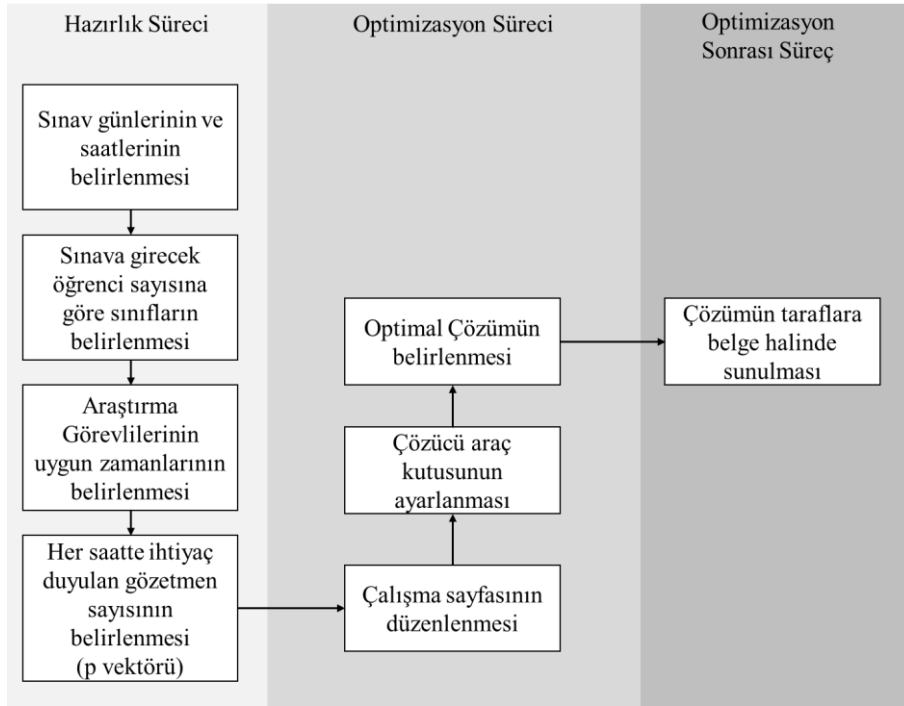 Hazırlık Süreci
Sınav günlerinin ve
saatlerinin
belirlenmesi
Sınava girecek
öğrenci sayısına
göre sınıfların
belirlenmesi
Araştırma
Görevlilerinin
uygun zamanlarının
belirlenmesi
Her saatte ihtiyaç
duyulan gözetmen
sayısının
belirlenmesi
(p vektörü)
Optimizasyon Süreci
Optimal Çözümün
belirlenmesi
Çözücü araç
kutusunun
ayarlanması
Çalışma sayfasının
düzenlenmesi
Optimizasyon
Sonrası Süreç
Çözümün taraflara
belge halinde
sunulması